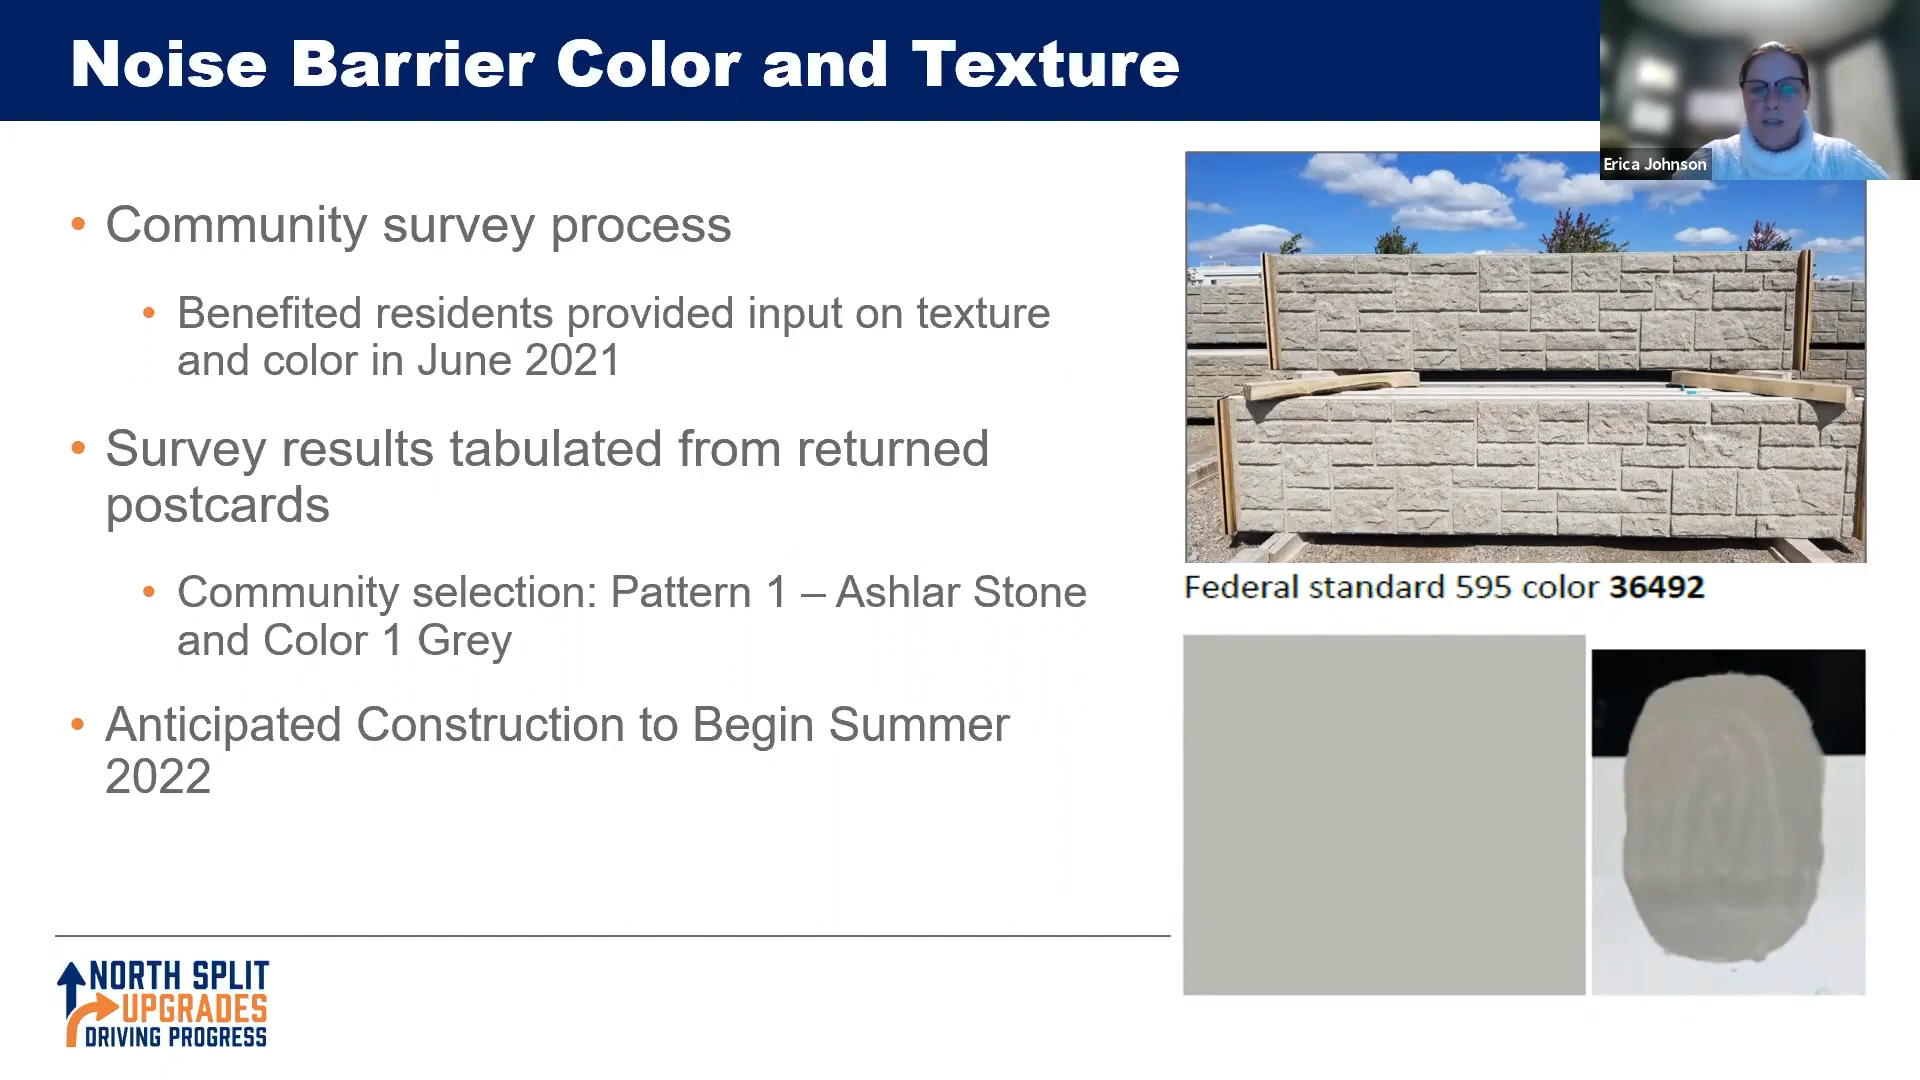 Noise Barrier Color and Texture
Erica Johnson
• Community survey process
• Benefited residents provided input on texture
and color in June 2021
• Survey results tabulated from returned
postcards
• Community selection: Pattern 1 – Ashlar Stone
and Color 1 Grey
• Anticipated Construction to Begin Summer
2022
Federal standard 595 color 36492
NORTH SPLIT
UPGRADES
DRIVING PROGRESS